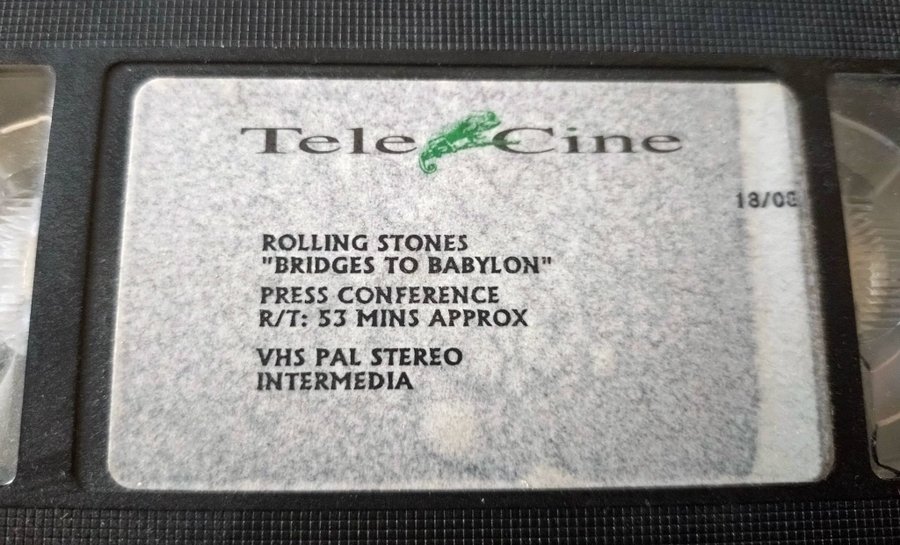 Tele Cine
18/08
ROLLING STONES
"BRIDGES TO BABYLON"
PRESS CONFERENCE
R/T: 53 MINS APPROX
VHS PAL STEREO
INTERMEDIA